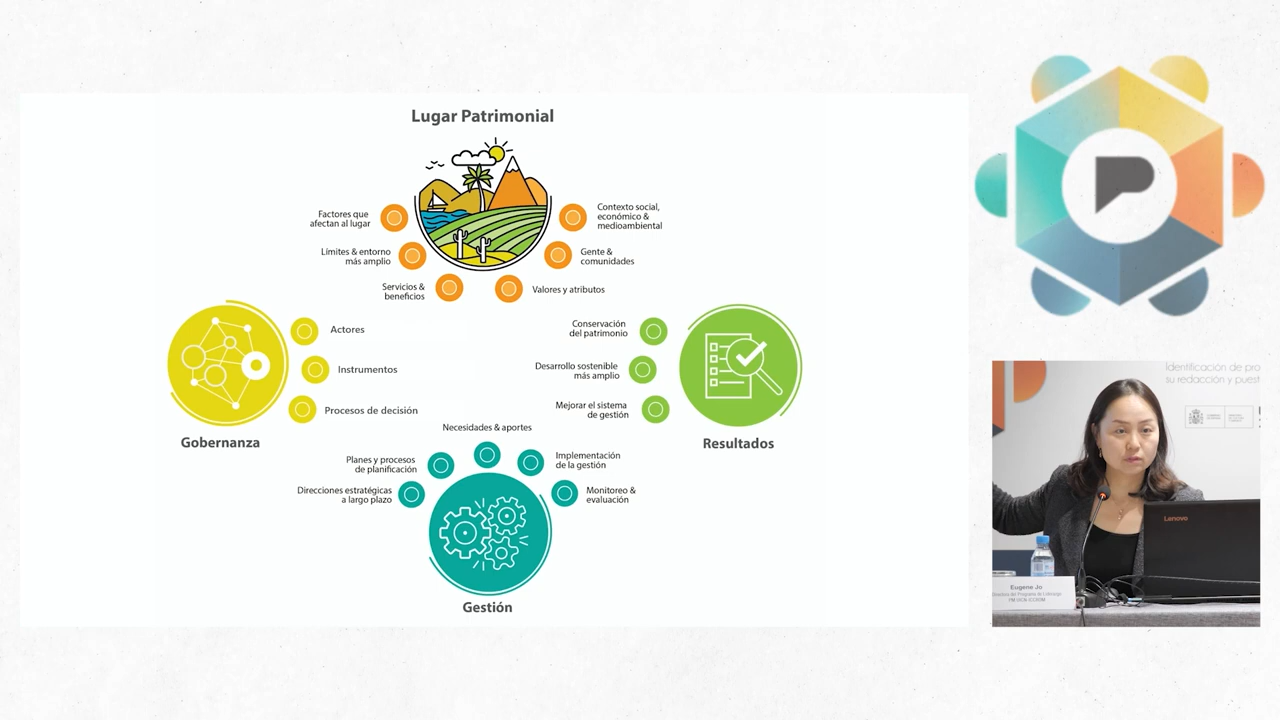 Lugar Patrimonial
Factores que
afectan al lugar
Límites & entorno
más amplio
Servicios &
beneficios
Contexto social,
económico &
medioambiental
Gente &
comunidades
Valores y atributos
Actores
Instrumentos
Procesos de decisión
Gobernanza
Conservación
del patrimonio
Desarrollo sostenible
más amplio
Mejorar el sistema
de gestión
Resultados
Necesidades & aportes
Planes y procesos
de planificación
Direcciones estratégicas
a largo plazo
Implementación
de la gestión
Monitoreo &
evaluación
Gestión
Identificación de pro
su redacción y puest
Lenovo
Eugene Jo